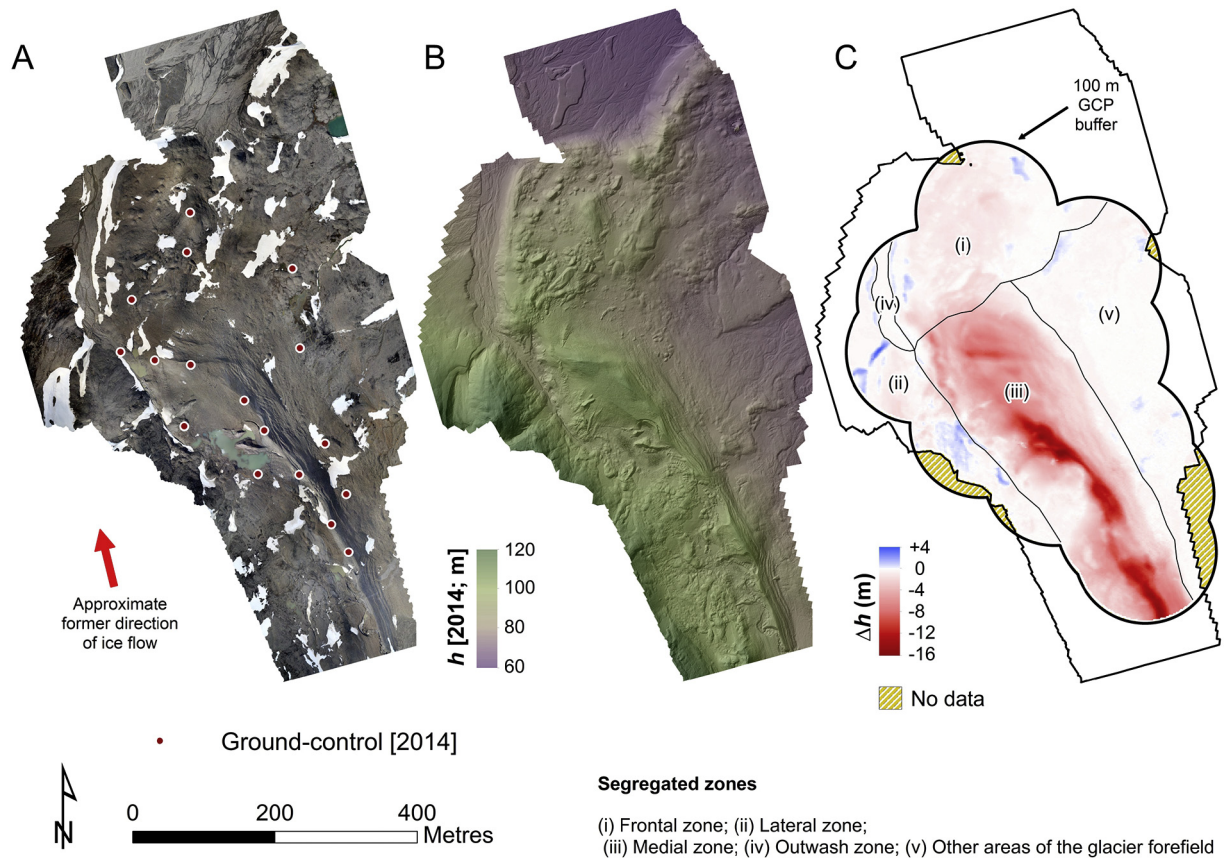 A
B
C
100 m
GCP
buffer
(i)
(iv)
(v)
(ii)
(iii)
Approximate
former direction
of ice flow
h [2014; m]
120
100
80
60
Δh (m)
+4
0
-4
-8
-12
-16
No data
Ground-control [2014]
N
0
200
400
Metres
Segregated zones
(i) Frontal zone; (ii) Lateral zone;
(iii) Medial zone; (iv) Outwash zone; (v) Other areas of the glacier forefield